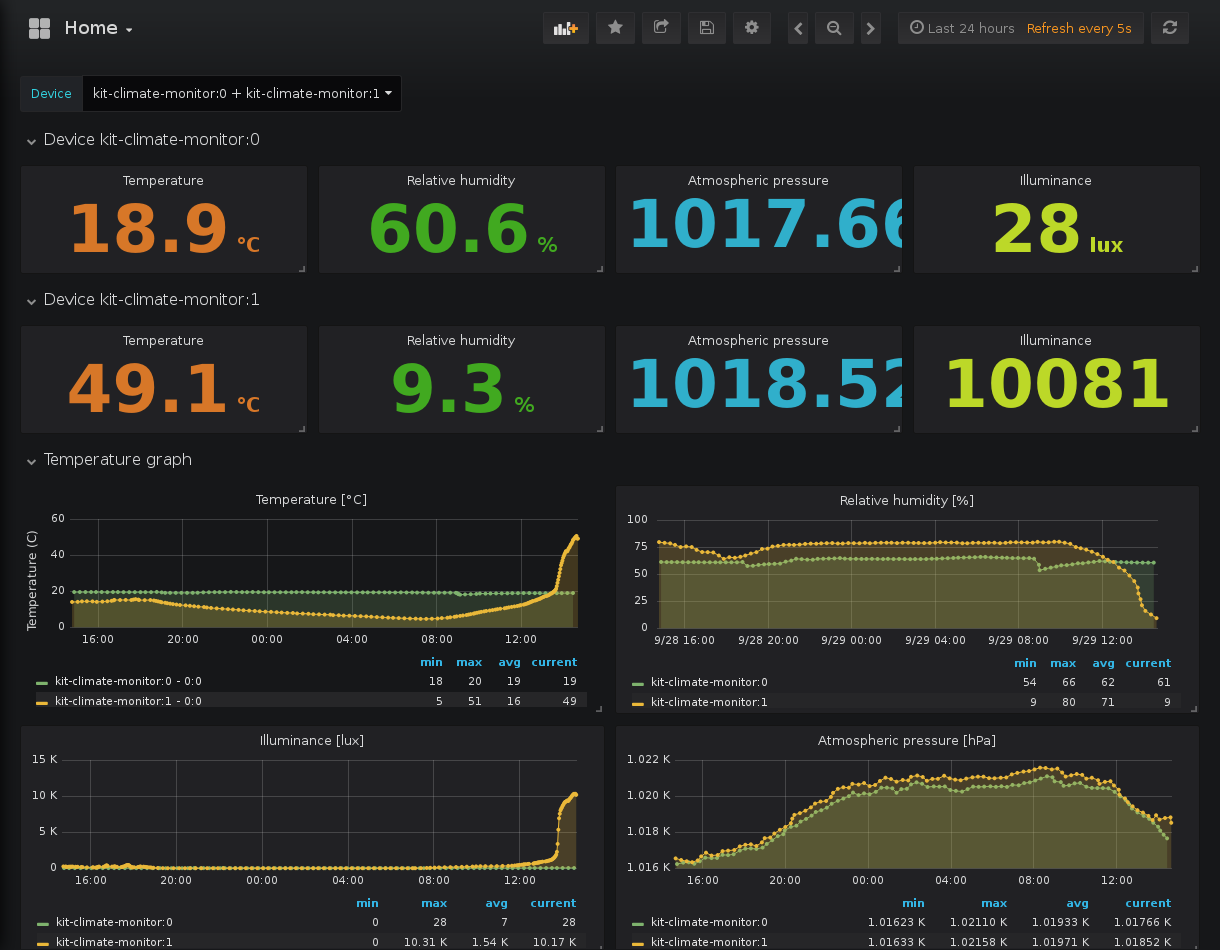 Home
Last 24 hours Refresh every 5s
Device kit-climate-monitor:0 + kit-climate-monitor:1
Device kit-climate-monitor:0
Temperature Relative humidity Atmospheric pressure Illuminance
18.9 °C 60.6 % 1017.66 28 lux
Device kit-climate-monitor:1
Temperature Relative humidity Atmospheric pressure Illuminance
49.1 °C 9.3 % 1018.52 10081
Temperature graph
Temperature [°C]
Temperature (C)
60
40
20
0
16:00 20:00 00:00 04:00 08:00 12:00
min max avg current
kit-climate-monitor:0 - 0:0 18 20 19 19
kit-climate-monitor:1 - 0:0 5 51 16 49
Relative humidity [%]
100
75
50
25
0
9/28 16:00 9/28 20:00 9/29 00:00 9/29 04:00 9/29 08:00 9/29 12:00
min max avg current
kit-climate-monitor:0 54 66 62 61
kit-climate-monitor:1 9 80 71 9
Illuminance [lux]
15 K
10 K
5 K
0
16:00 20:00 00:00 04:00 08:00 12:00
min max avg current
kit-climate-monitor:0 0 28 7 28
kit-climate-monitor:1 0 10.31 K 1.54 K 10.17 K
Atmospheric pressure [hPa]
1.022 K
1.020 K
1.018 K
1.016 K
16:00 20:00 00:00 04:00 08:00 12:00
min max avg current
kit-climate-monitor:0 1.01623 K 1.02110 K 1.01933 K 1.01766 K
kit-climate-monitor:1 1.01633 K 1.02158 K 1.01971 K 1.01852 K